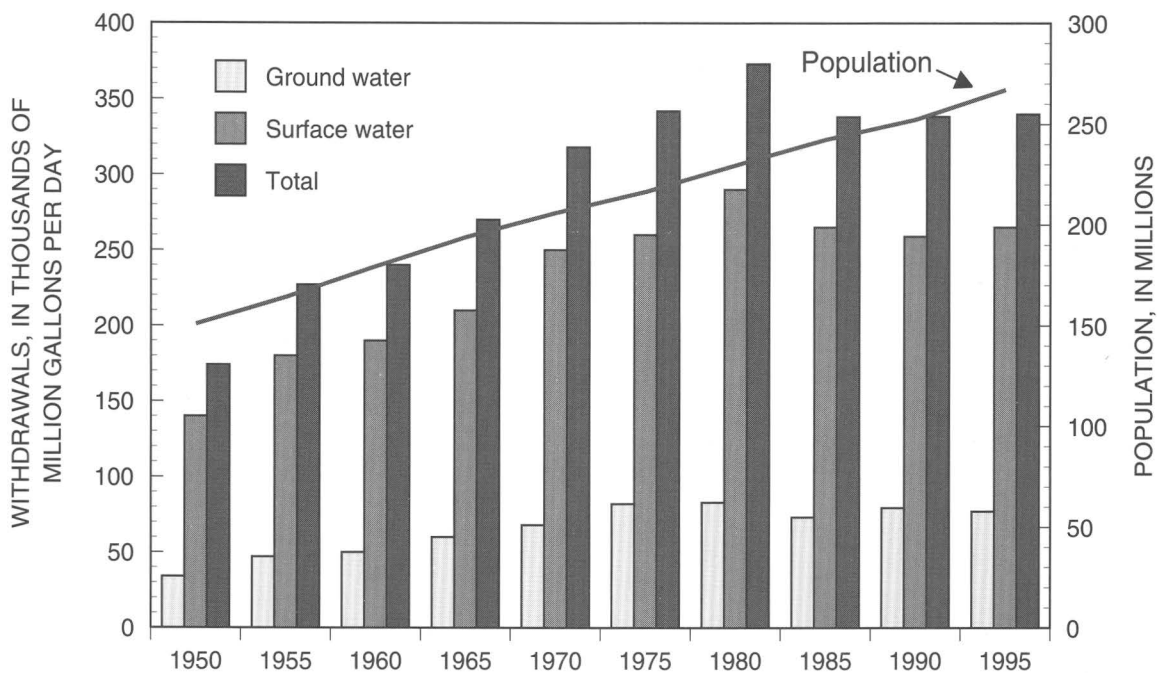 WITHDRAWALS, IN THOUSANDS OF
MILLION GALLONS PER DAY
400
350
300
250
200
150
100
50
0
Ground water
Surface water
Total
Population
300
250
200
150
100
50
0
POPULATION, IN MILLIONS
1950 1955 1960 1965 1970 1975 1980 1985 1990 1995